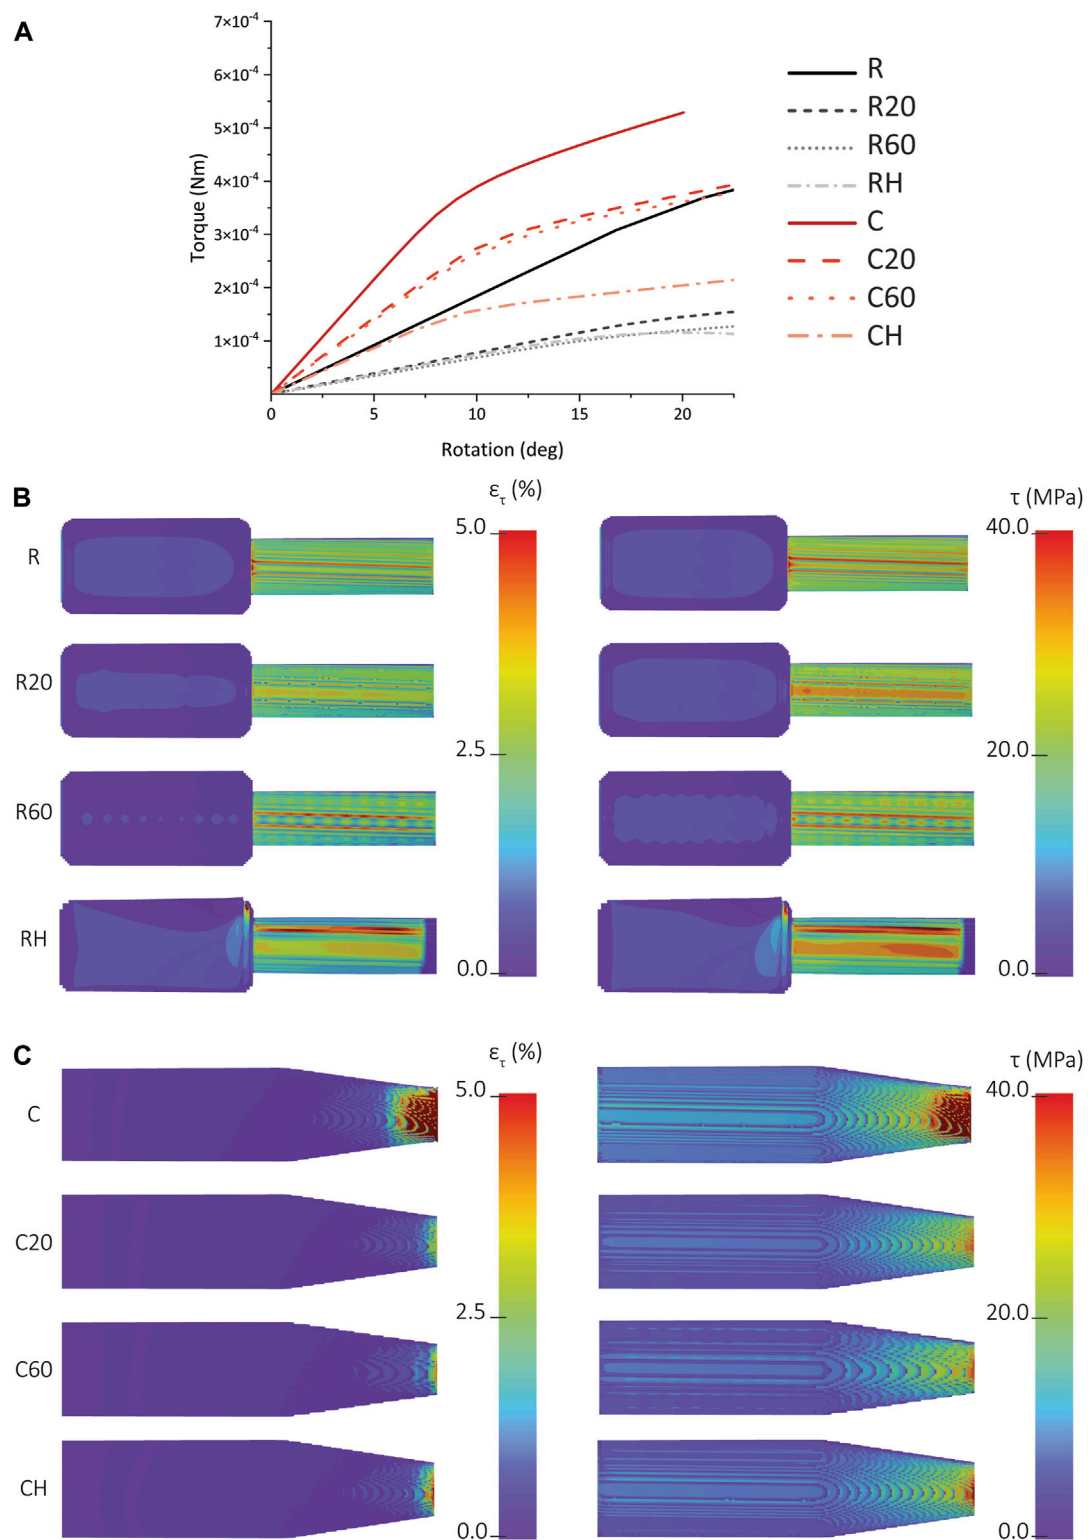 A
7×10⁻⁴
6×10⁻⁴
5×10⁻⁴
4×10⁻⁴
3×10⁻⁴
2×10⁻⁴
1×10⁻⁴
Torque (Nm)
0 5 10 15 20
Rotation (deg)
R
R20
R60
RH
C
C20
C60
CH
B
ε_τ (%)
τ (MPa)
5.0
40.0
R
R20
2.5
20.0
R60
RH
0.0
0.0
C
ε_τ (%)
τ (MPa)
5.0
40.0
C
C20
2.5
20.0
C60
CH
0.0
0.0